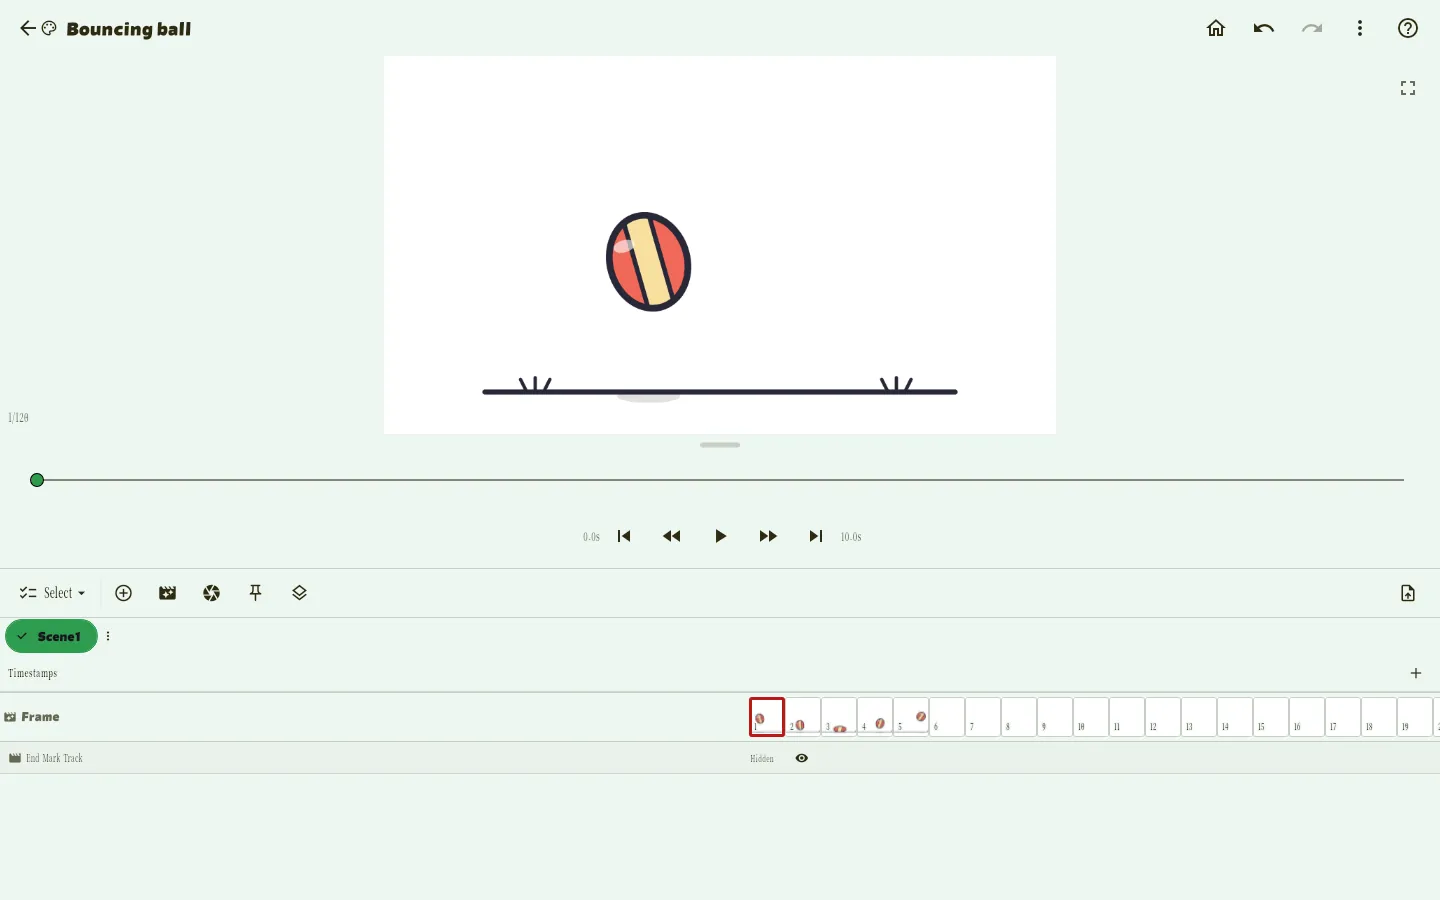 Bouncing ball
1/120
0.0s
10.0s
Select
Scene1
Timestamps
Frame
1 2 3 4 5 6 7 8 9 10 11 12 13 14 15 16 17 18 19
End Mark Track
Hidden